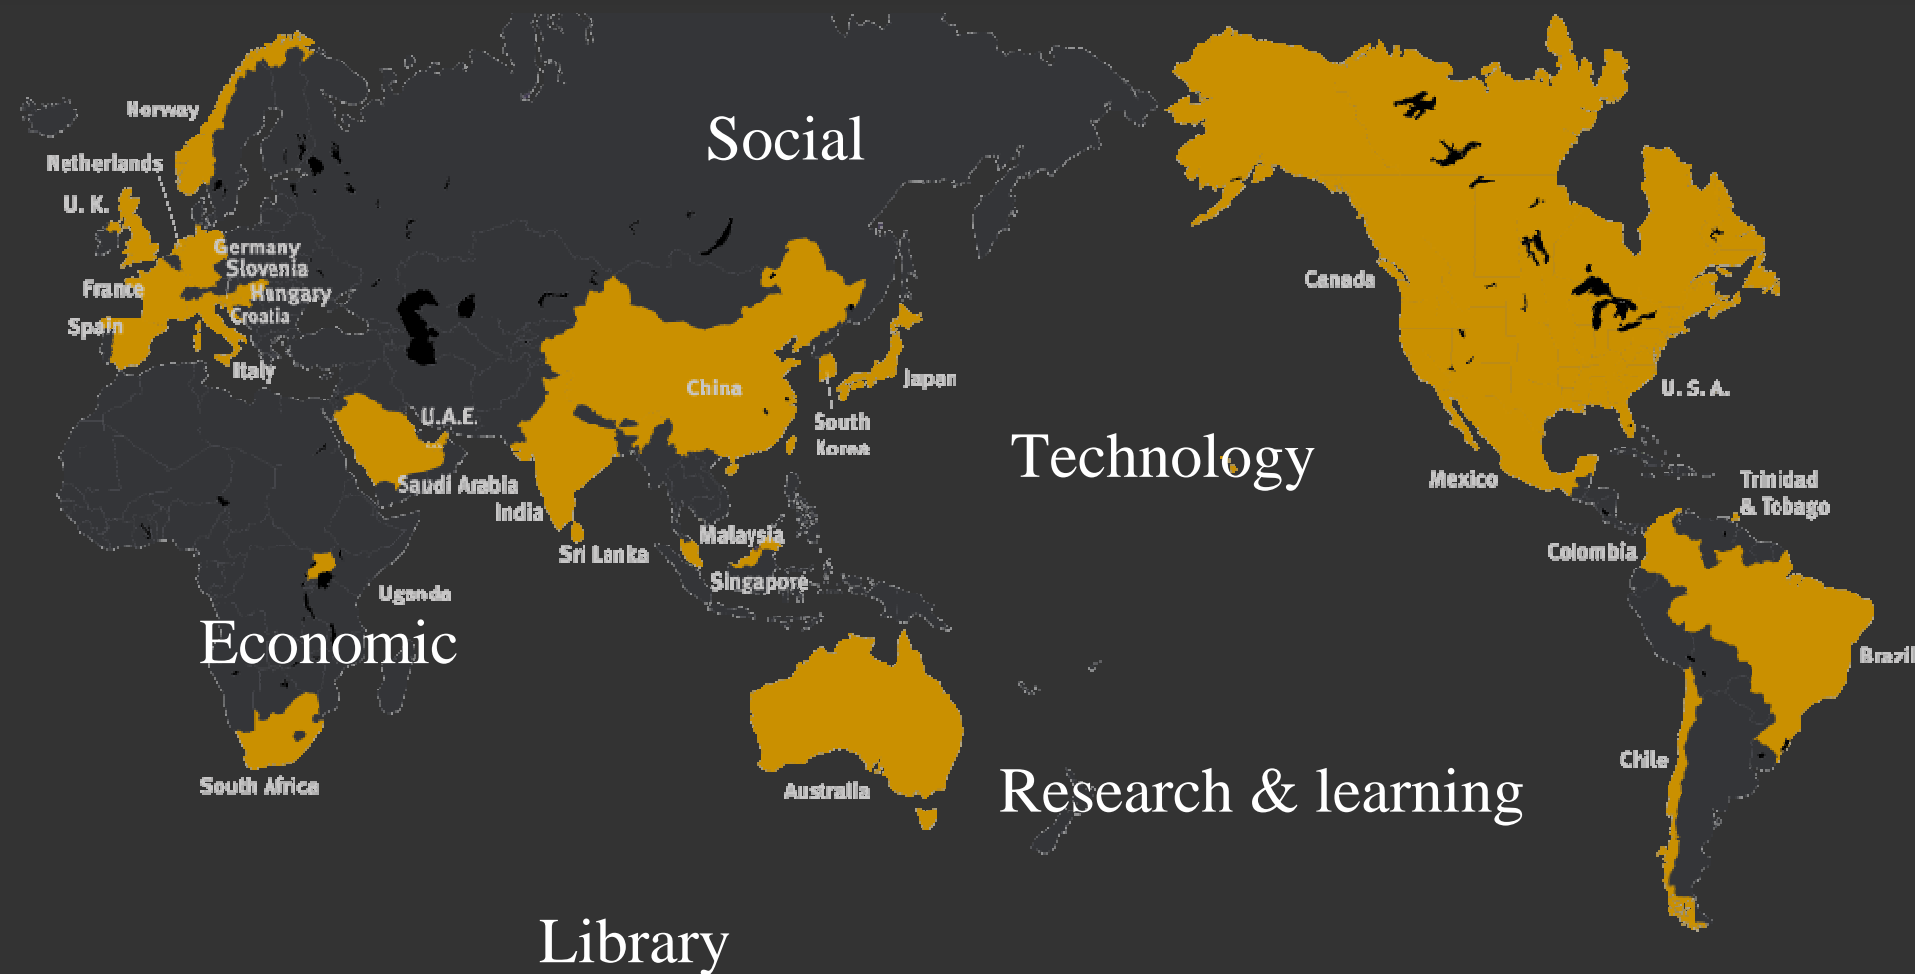 Norway
Social
Netherlands
U. K.
Germany
Slovenia
France
Hungary
Croatia
Spain
Italy
Canada
China
Japan
U. S. A.
U.A.E.
South
Korea
Technology
Saudi Arabia
Mexico
Trinidad
& Tobago
India
Malaysia
Sri Lanka
Colombia
Singapore
Uganda
Economic
Brazil
Chile
South Africa
Australia
Research & learning
Library